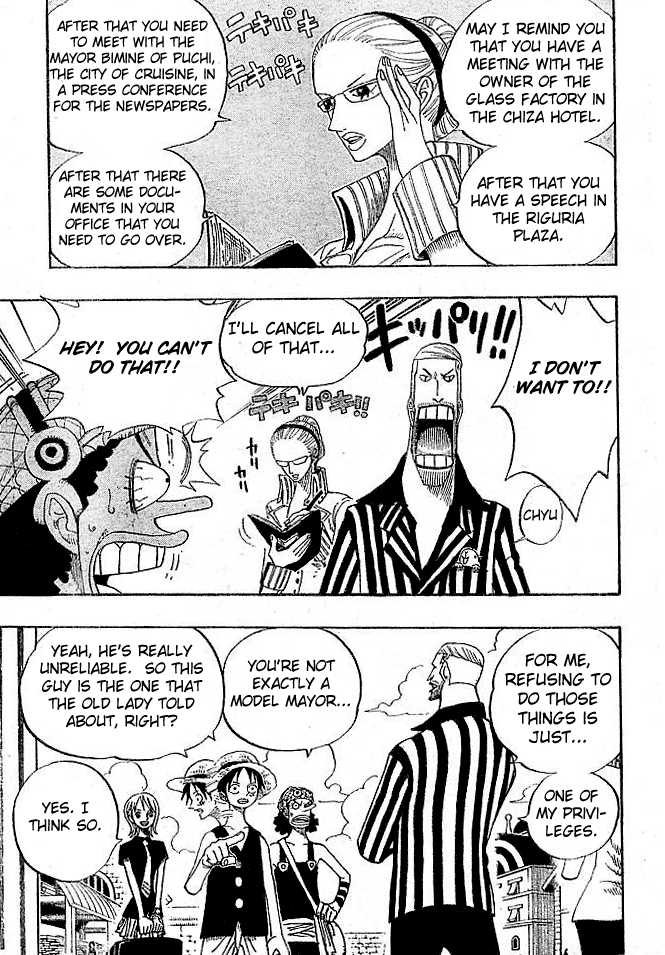 MAY I REMIND
YOU THAT YOU HAVE A
MEETING WITH THE
OWNER OF THE
GLASS FACTORY IN
THE CHIZA HOTEL.
AFTER THAT YOU
HAVE A SPEECH IN
THE RIGURIA
PLAZA.
テキパキ
テキパキ
AFTER THAT YOU NEED
TO MEET WITH THE
MAYOR BIMINE OF PUCHI,
THE CITY OF CRUISINE, IN
A PRESS CONFERENCE
FOR THE NEWSPAPERS.
AFTER THAT THERE
ARE SOME DOCU-
MENTS IN YOUR
OFFICE THAT YOU
NEED TO GO OVER.
I DON'T
WANT TO!!
キッパリ!!
CHYU
I'LL CANCEL ALL
OF THAT...
テキパキ!!
HEY! YOU CAN'T
DO THAT!!
FOR ME,
REFUSING TO
DO THOSE
THINGS IS
JUST...
ONE OF
MY PRIVI-
LEGES.
YOU'RE NOT
EXACTLY A
MODEL MAYOR...
YEAH, HE'S REALLY
UNRELIABLE. SO THIS
GUY IS THE ONE THAT
THE OLD LADY TOLD
ABOUT, RIGHT?
YES. I
THINK SO.